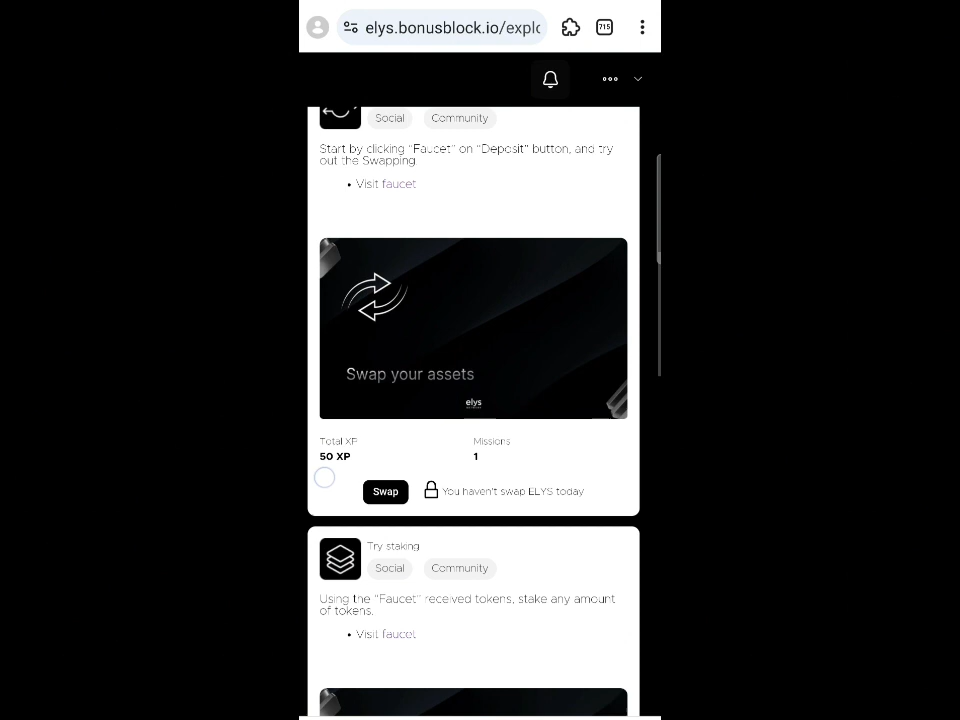 elys.bonusblock.io/explo
715
Social Community
Start by clicking "Faucet" on "Deposit" button, and try
out the Swapping.
• Visit faucet
Swap your assets
elys
Total XP Missions
50 XP 1
Swap You haven't swap ELYS today
Try staking
Social Community
Using the "Faucet" received tokens, stake any amount
of tokens.
• Visit faucet